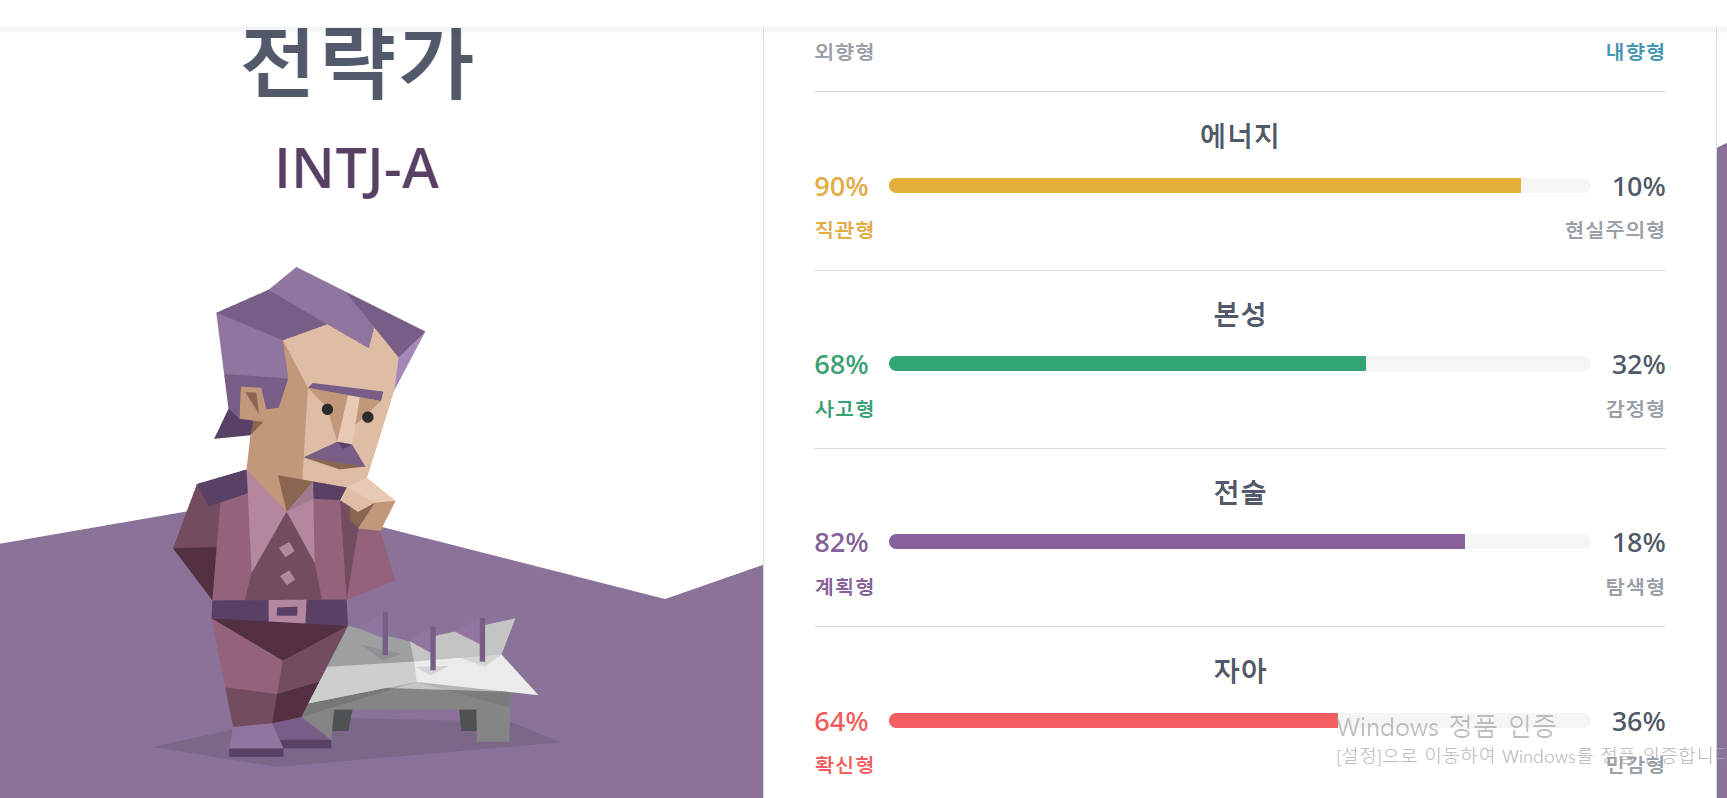 전략가
INTJ-A
외향형 내향형
에너지
90% 10%
직관형 현실주의형
본성
68% 32%
사고형 감정형
전술
82% 18%
계획형 탐색형
자아
64% 36%
확신형 민감형
Windows 정품 인증
[설정]으로 이동하여 Windows를 정품 인증합니다